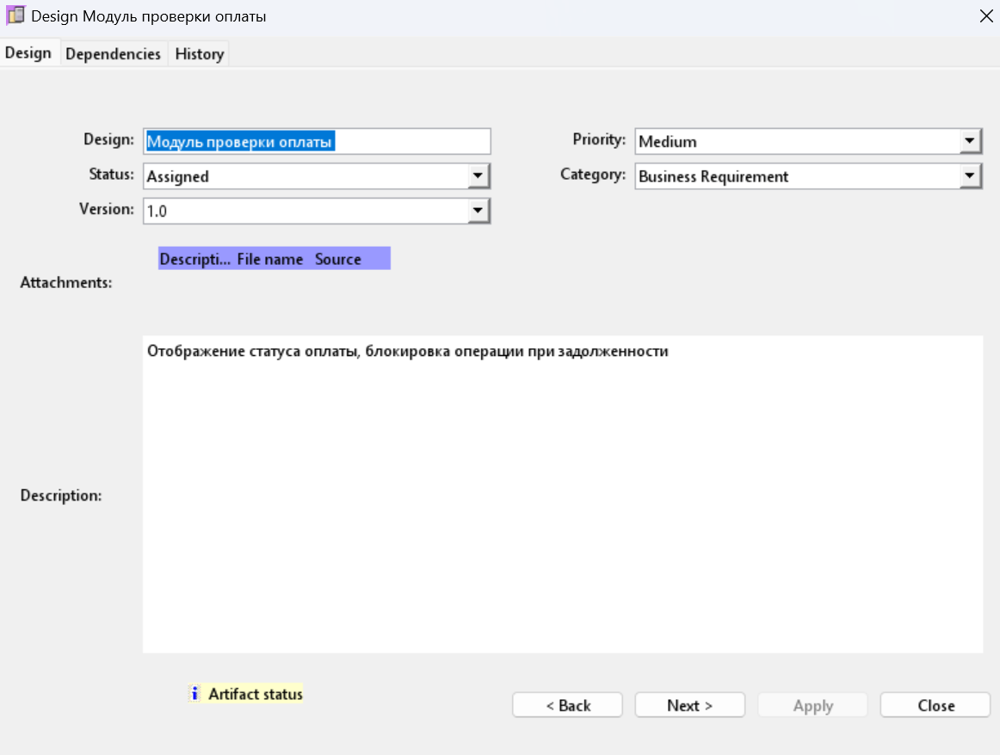 Design Модуль проверки оплаты
Design Dependencies History
Design: Модуль проверки оплаты Priority: Medium
Status: Assigned Category: Business Requirement
Version: 1.0
Descripti... File name Source
Attachments:
Отображение статуса оплаты, блокировка операции при задолженности
Description:
Artifact status
< Back Next > Apply Close